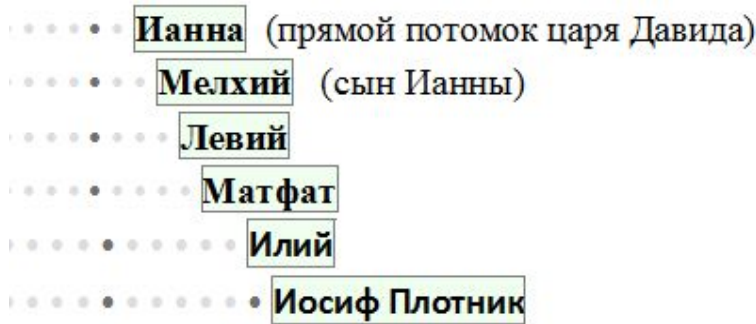 Ианна (прямой потомок царя Давида)
Мелхий (сын Ианны)
Левий
Матфат
Илий
Иосиф Плотник